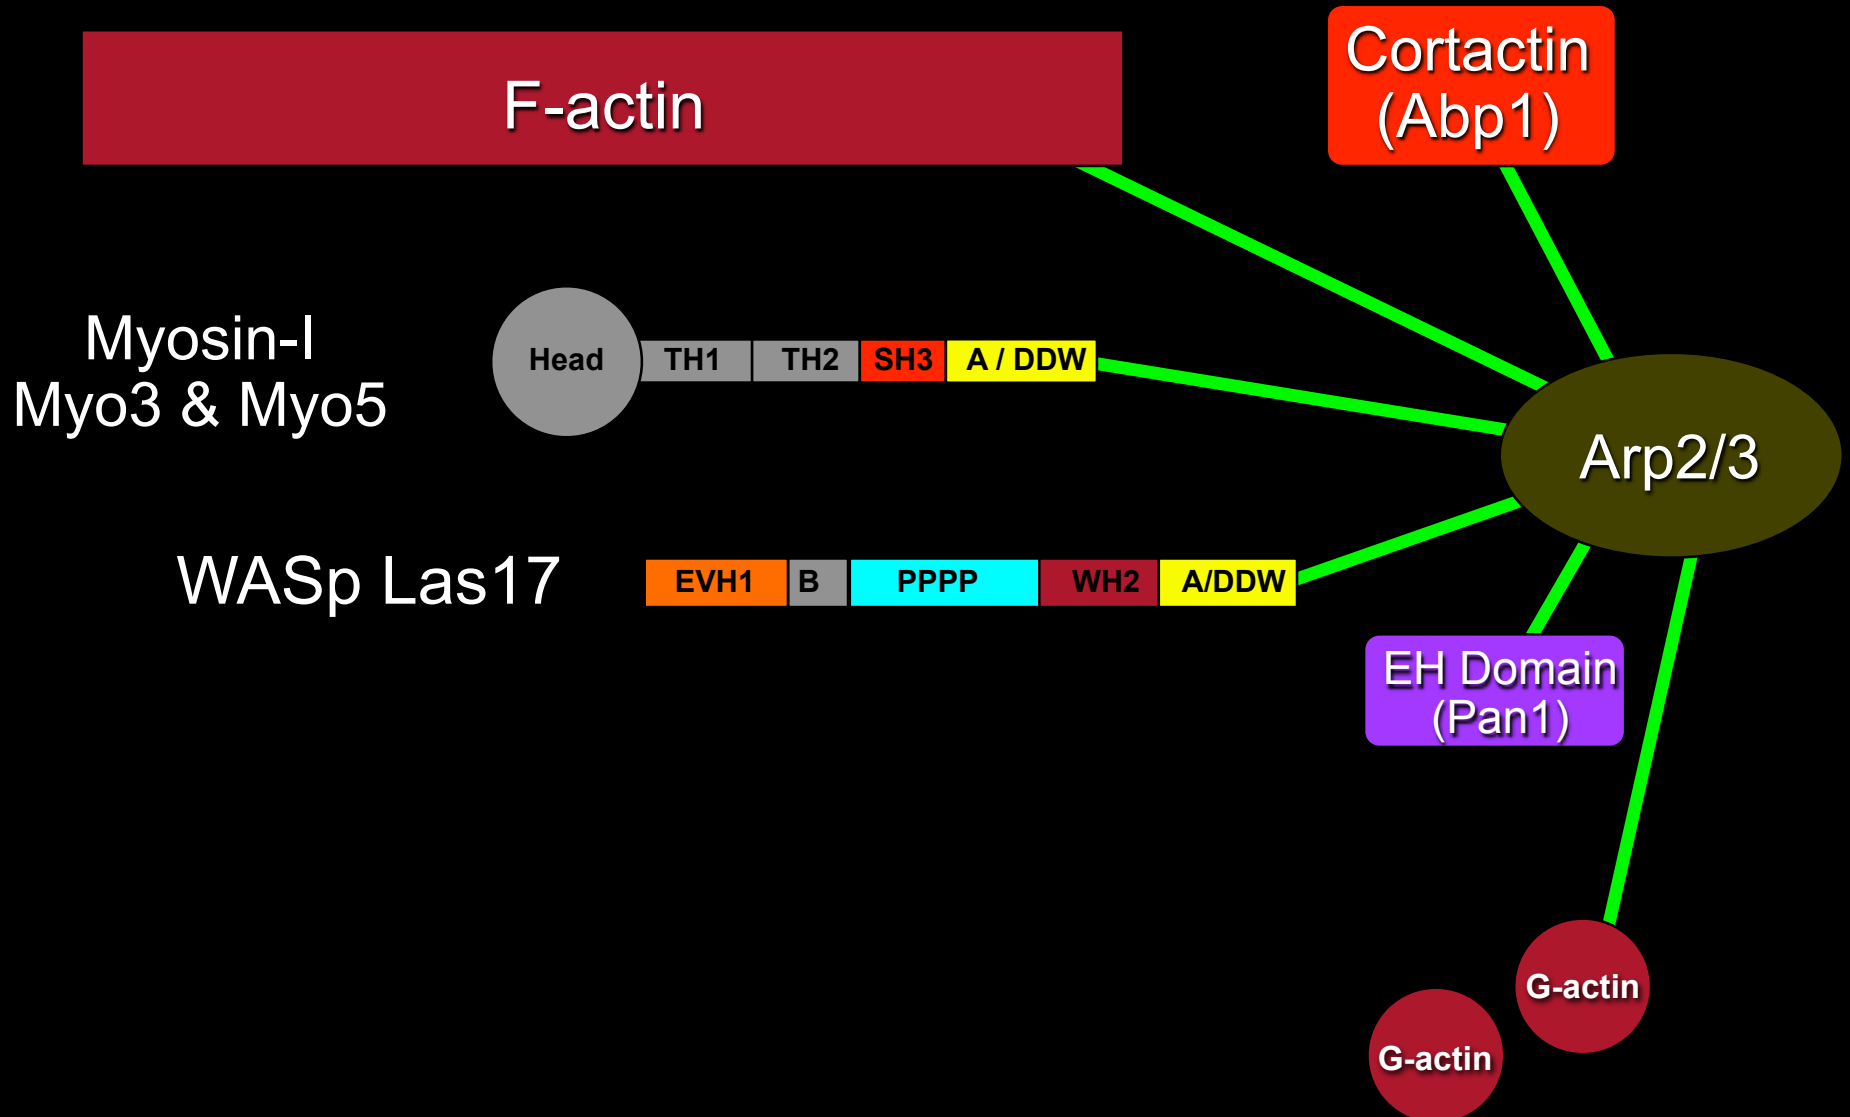 F-actin
Cortactin
(Abp1)
Myosin-I
Myo3 & Myo5
Head TH1 TH2 SH3 A / DDW
Arp2/3
WASp Las17
EVH1 B PPPP WH2 A/DDW
EH Domain
(Pan1)
G-actin
G-actin